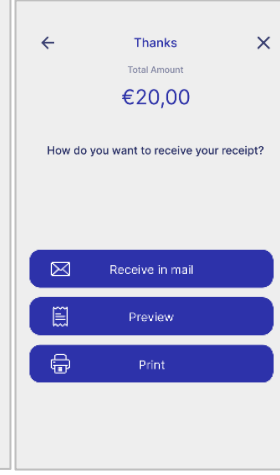 Thanks
Total Amount
€20,00
How do you want to receive your receipt?
Receive in mail
Preview
Print